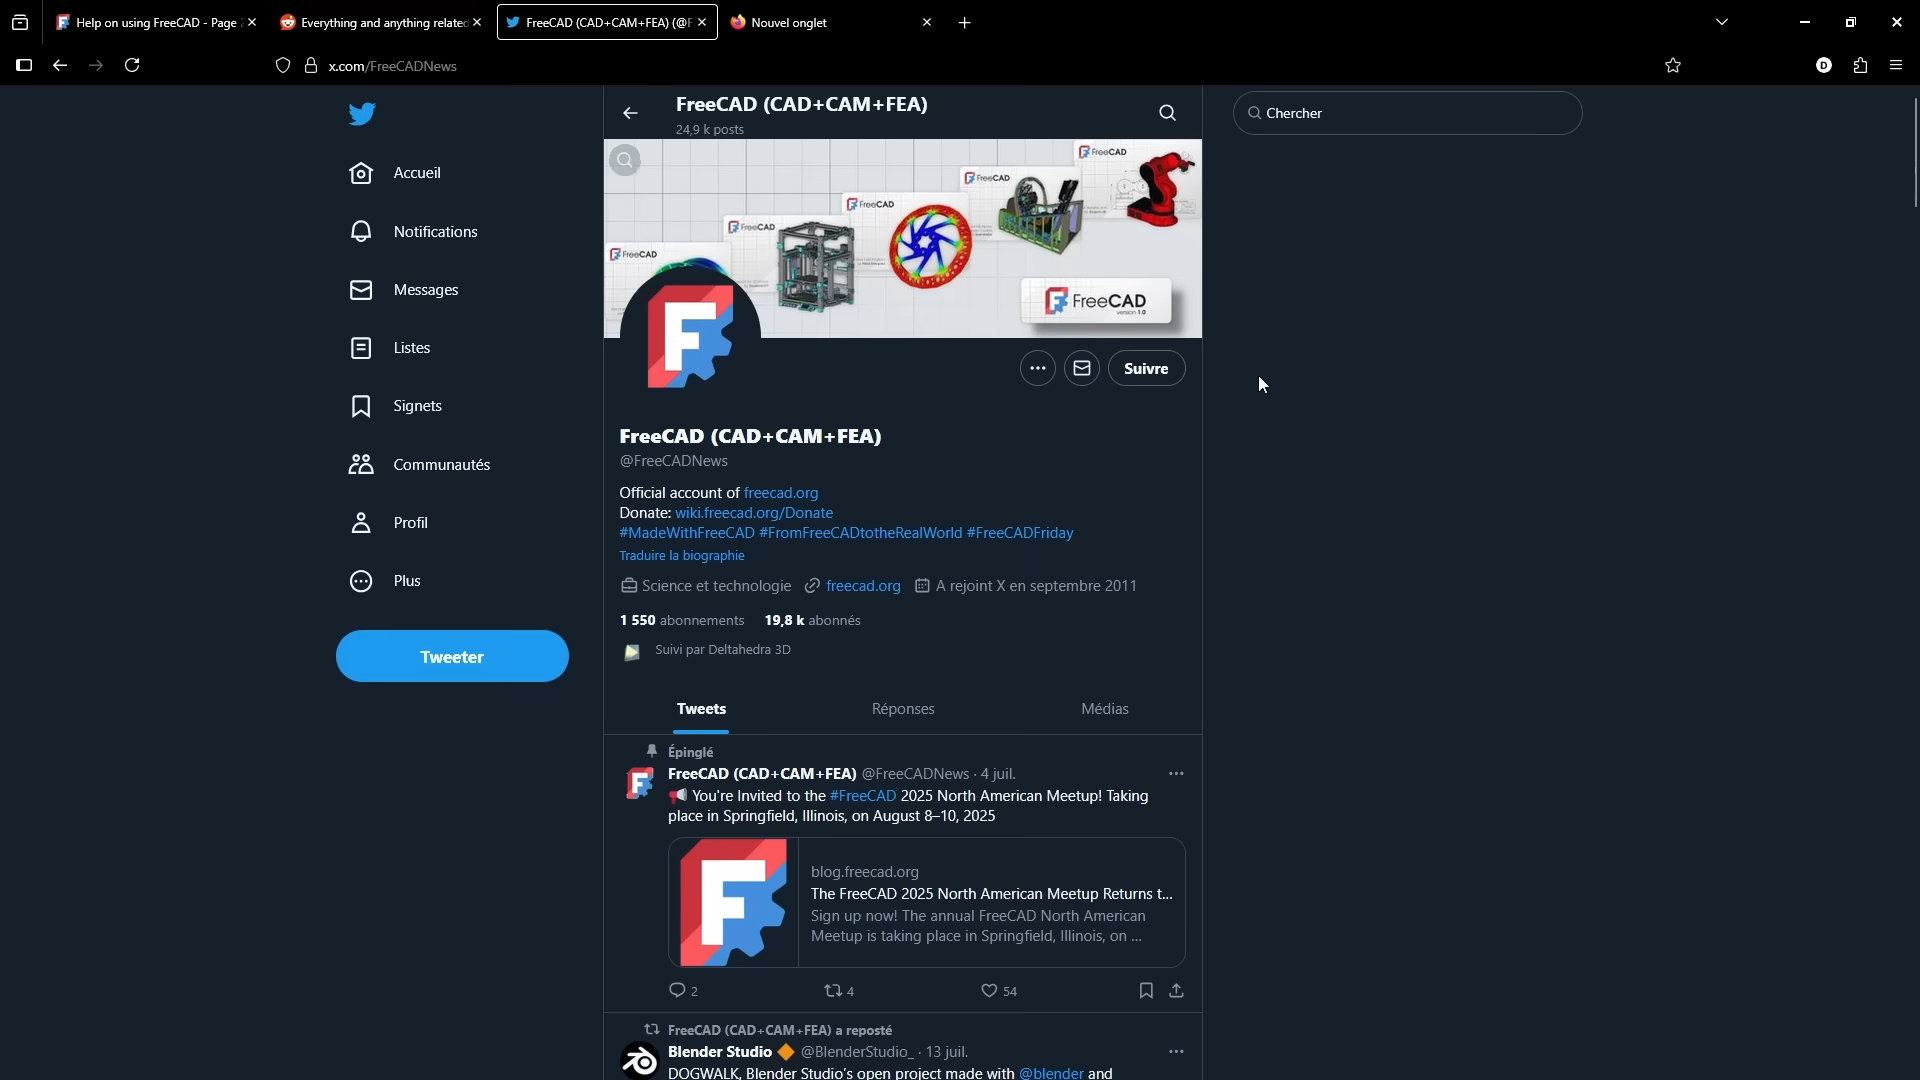 Help on using FreeCAD - Page
Everything and anything related
FreeCAD (CAD+CAM+FEA) (@F
Nouvel onglet
x.com/FreeCADNews
D
Accueil
Notifications
Messages
Listes
Signets
Communautés
Profil
Plus
Tweeter
FreeCAD (CAD+CAM+FEA)
24,9 k posts
FreeCAD
FreeCAD
FreeCAD
FreeCAD
FreeCAD
FreeCAD
version 1.0
Suivre
FreeCAD (CAD+CAM+FEA)
@FreeCADNews
Official account of freecad.org
Donate: wiki.freecad.org/Donate
#MadeWithFreeCAD #FromFreeCADtotheRealWorld #FreeCADFriday
Traduire la biographie
Science et technologie freecad.org A rejoint X en septembre 2011
1 550 abonnements 19,8 k abonnés
Suivi par Deltahedra 3D
Tweets Réponses Médias
Épinglé
FreeCAD (CAD+CAM+FEA) @FreeCADNews · 4 juil.
You're Invited to the #FreeCAD 2025 North American Meetup! Taking
place in Springfield, Illinois, on August 8–10, 2025
blog.freecad.org
The FreeCAD 2025 North American Meetup Returns t...
Sign up now! The annual FreeCAD North American
Meetup is taking place in Springfield, Illinois, on ...
2 4 54
FreeCAD (CAD+CAM+FEA) a reposté
Blender Studio @BlenderStudio_ · 13 juil.
DOGWALK, Blender Studio's open project made with @blender and
Chercher